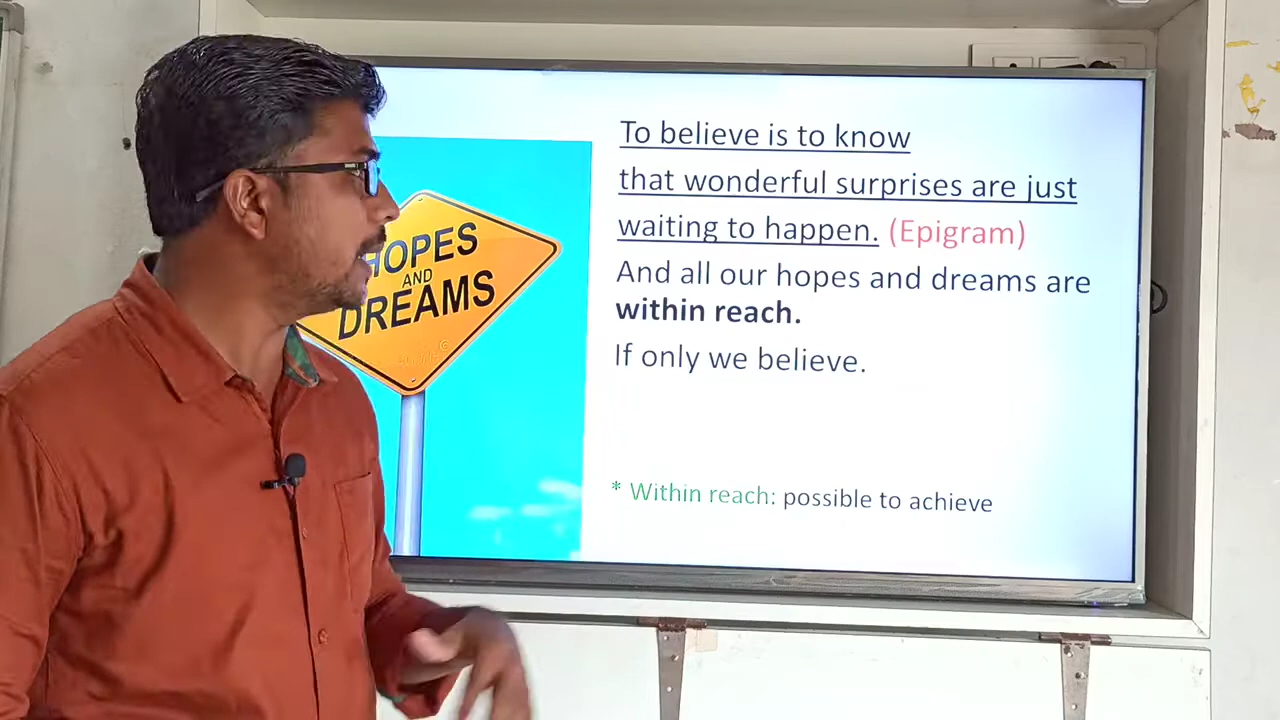 HOPES
AND
DREAMS
To believe is to know
that wonderful surprises are just
waiting to happen. (Epigram)
And all our hopes and dreams are
within reach.
If only we believe.
* Within reach: possible to achieve